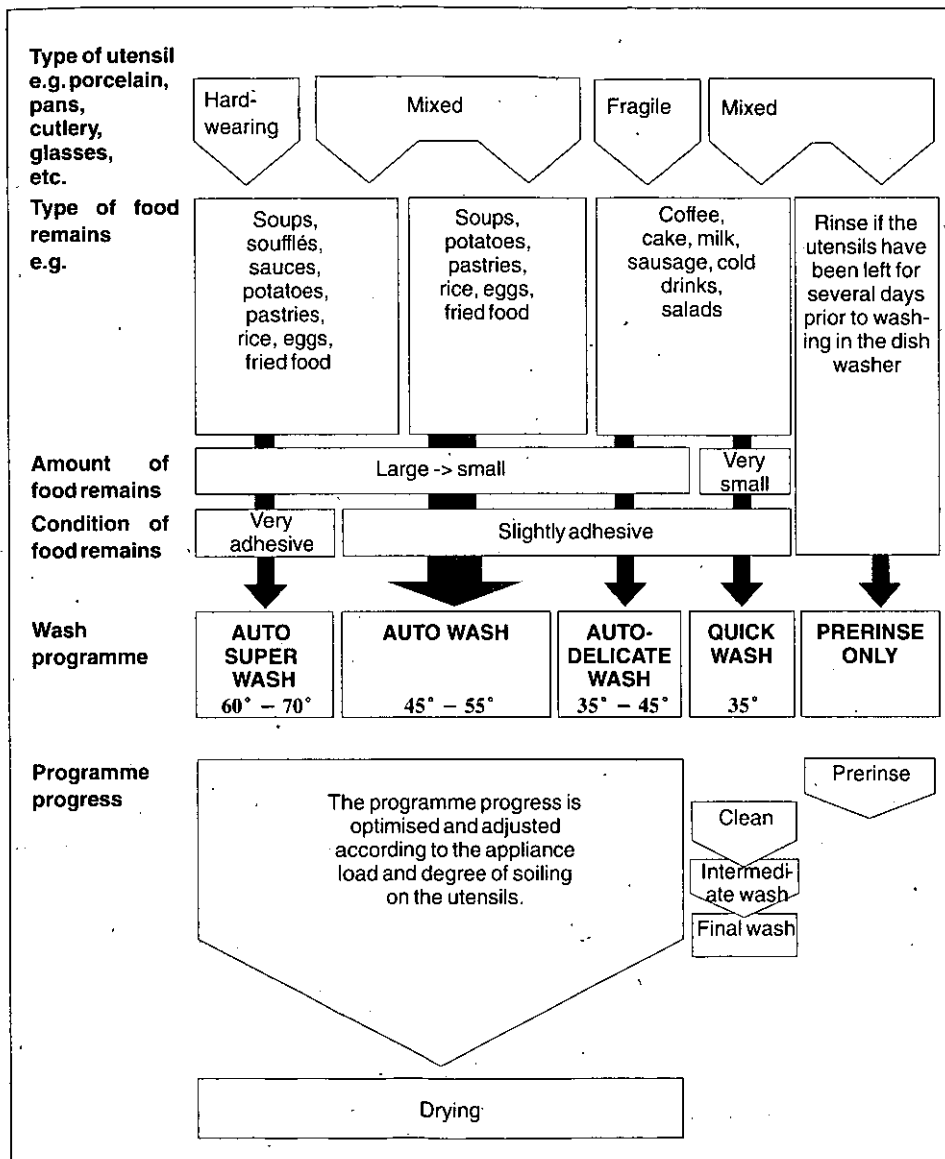 Type of utensil
e.g. porcelain,
pans,
cutlery,
glasses,
etc.
Hard-
wearing
Mixed
Fragile
Mixed
Type of food
remains
e.g.
Soups,
soufflés,
sauces,
potatoes,
pastries,
rice, eggs,
fried food
Soups,
potatoes,
pastries,
rice, eggs,
fried food
Coffee,
cake, milk,
sausage, cold
drinks,
salads
Rinse if the
utensils have
been left for
several days
prior to wash-
ing in the dish
washer
Amount of
food remains
Large -> small
Very
small
Condition of
food remains
Very
adhesive
Slightly adhesive
Wash
programme
AUTO
SUPER
WASH
60° – 70°
AUTO WASH
45° – 55°
AUTO-
DELICATE
WASH
35° – 45°
QUICK
WASH
35°
PRERINSE
ONLY
Programme
progress
The programme progress is
optimised and adjusted
according to the appliance
load and degree of soiling
on the utensils.
Clean
Intermedi-
ate wash
Final wash
Prerinse
Drying